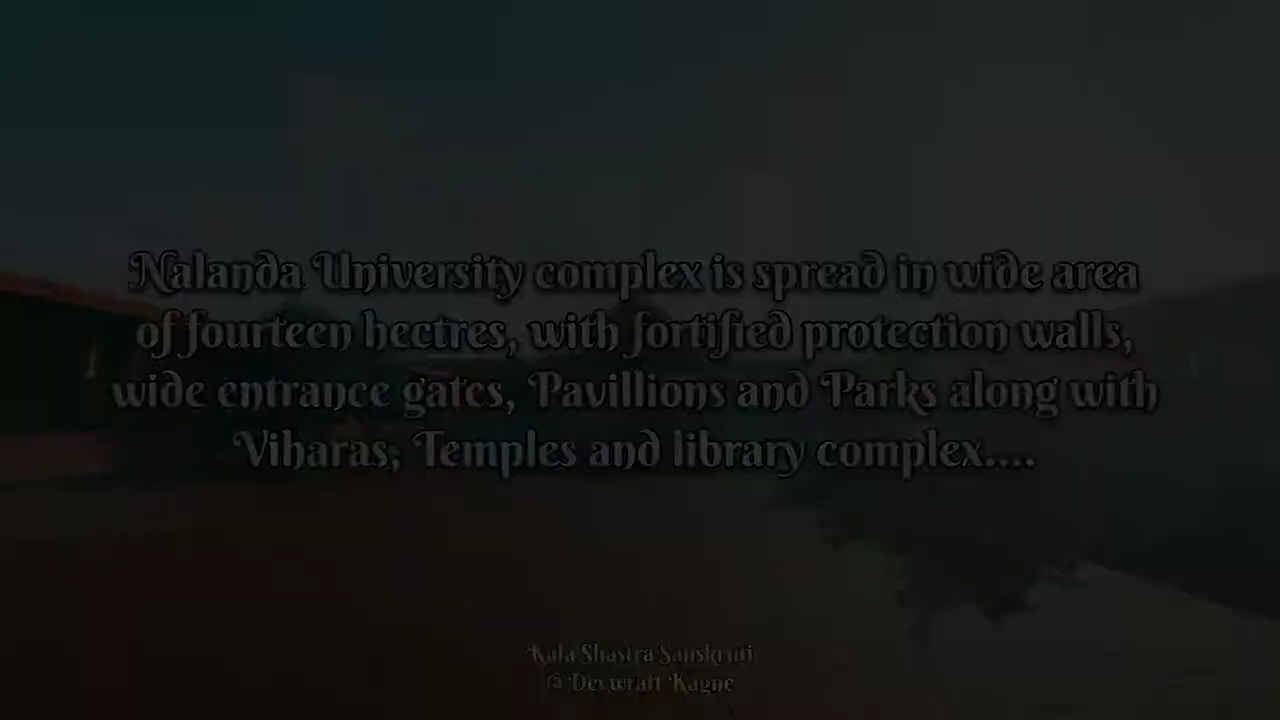 Nalanda University complex is spread in wide area
of fourteen hectres, with fortified protection walls,
wide entrance gates, Pavillions and Parks along with
Viharas, Temples and library complex....
Kala Shastra Sanskruti
@ Devwratt Kagne